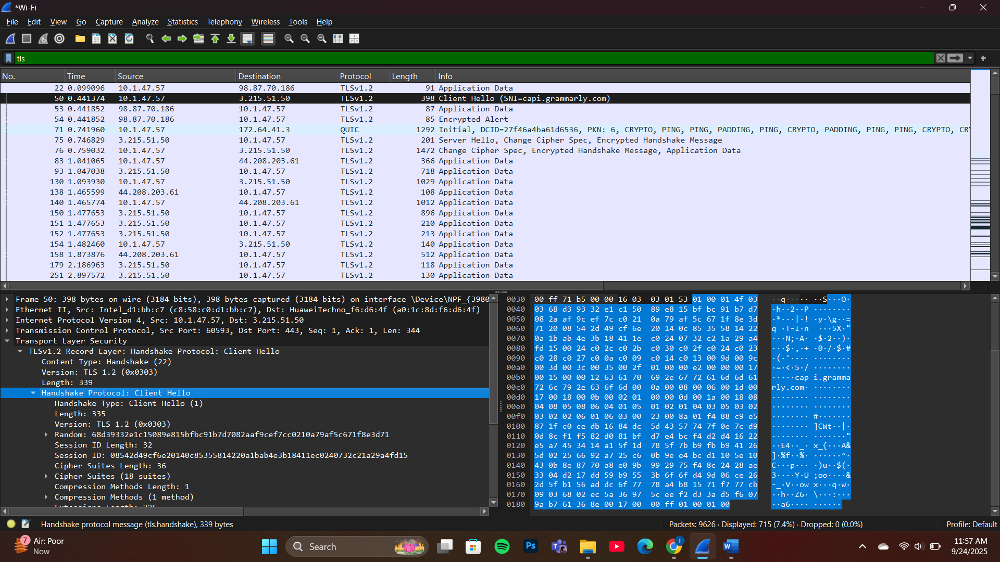 *Wi-Fi
File Edit View Go Capture Analyze Statistics Telephony Wireless Tools Help
tls
No. Time Source Destination Protocol Length Info
22 0.099096 10.1.47.57 98.87.70.186 TLSv1.2 91 Application Data
50 0.441374 10.1.47.57 3.215.51.50 TLSv1.2 398 Client Hello (SNI=capi.grammarly.com)
53 0.441852 98.87.70.186 10.1.47.57 TLSv1.2 87 Application Data
54 0.441852 98.87.70.186 10.1.47.57 TLSv1.2 85 Encrypted Alert
71 0.741960 10.1.47.57 172.64.41.3 QUIC 1292 Initial, DCID=27f46a4ba61d6536, PKN: 6, CRYPTO, PING, PING, PADDING, PING, CRYPTO, PADDING, PING, PING, CRYPTO, CRY
75 0.746829 3.215.51.50 10.1.47.57 TLSv1.2 201 Server Hello, Change Cipher Spec, Encrypted Handshake Message
76 0.759032 10.1.47.57 3.215.51.50 TLSv1.2 1472 Change Cipher Spec, Encrypted Handshake Message, Application Data
83 1.041065 10.1.47.57 44.208.203.61 TLSv1.2 366 Application Data
93 1.047038 3.215.51.50 10.1.47.57 TLSv1.2 718 Application Data
130 1.093930 10.1.47.57 3.215.51.50 TLSv1.2 1029 Application Data
138 1.465599 44.208.203.61 10.1.47.57 TLSv1.2 108 Application Data
140 1.465774 10.1.47.57 44.208.203.61 TLSv1.2 1012 Application Data
150 1.477653 3.215.51.50 10.1.47.57 TLSv1.2 896 Application Data
151 1.477653 3.215.51.50 10.1.47.57 TLSv1.2 210 Application Data
152 1.477653 3.215.51.50 10.1.47.57 TLSv1.2 213 Application Data
154 1.482460 10.1.47.57 3.215.51.50 TLSv1.2 140 Application Data
158 1.873876 44.208.203.61 10.1.47.57 TLSv1.2 512 Application Data
179 2.186963 3.215.51.50 10.1.47.57 TLSv1.2 118 Application Data
251 2.897572 3.215.51.50 10.1.47.57 TLSv1.2 130 Application Data
Frame 50: 398 bytes on wire (3184 bits), 398 bytes captured (3184 bits) on interface \Device\NPF_{3980
Ethernet II, Src: Intel_d1:bb:c7 (c8:58:c0:d1:bb:c7), Dst: HuaweiTechno_f6:d6:4f (a0:1c:8d:f6:d6:4f)
Internet Protocol Version 4, Src: 10.1.47.57, Dst: 3.215.51.50
Transmission Control Protocol, Src Port: 60593, Dst Port: 443, Seq: 1, Ack: 1, Len: 344
Transport Layer Security
TLSv1.2 Record Layer: Handshake Protocol: Client Hello
Content Type: Handshake (22)
Version: TLS 1.2 (0x0303)
Length: 339
Handshake Protocol: Client Hello
Handshake Type: Client Hello (1)
Length: 335
Version: TLS 1.2 (0x0303)
Random: 68d39332e1c15089e815bfbc91b7d7082aaf9cef7cc0210a79af5c671f8e3d71
Session ID Length: 32
Session ID: 08542d49cf6e20140c85355814220a1bab4e3b18411ec0240732c21a29a4fd15
Cipher Suites Length: 36
Cipher Suites (18 suites)
Compression Methods Length: 1
Compression Methods (1 method)
Extensions Length: 226
0030 00 ff 71 b5 00 00 16 03 03 01 53 01 00 01 4f 03 ··q·······S···O·
0040 03 68 d3 93 32 e1 c1 50 89 e8 15 bf bc 91 b7 d7 ·h··2··P ········
0050 08 2a af 9c ef 7c c0 21 0a 79 af 5c 67 1f 8e 3d ·*···|·! ·y·\g··=
0060 71 20 08 54 2d 49 cf 6e 20 14 0c 85 35 58 14 22 q ·T-I·n ···5X·"
0070 0a 1b ab 4e 3b 18 41 1e c0 24 07 32 c2 1a 29 a4 ···N;·A· ·$·2··)·
0080 fd 15 00 24 c0 2c c0 2b c0 30 c0 2f c0 24 c0 23 ···$·,·+ ·0·/·$·#
0090 c0 28 c0 27 c0 0a c0 09 c0 14 c0 13 00 9d 00 9c ·(·'···· ········
00a0 00 3d 00 3c 00 35 00 2f 01 00 00 e2 00 00 00 17 ·=·<·5·/ ········
00b0 00 15 00 00 12 63 61 70 69 2e 67 72 61 6d 6d 61 ·····cap i.gramma
00c0 72 6c 79 2e 63 6f 6d 00 0a 00 08 00 06 00 1d 00 rly.com· ········
00d0 17 00 18 00 0b 00 02 01 00 00 0d 00 1a 00 18 08 ········ ········
00e0 04 08 05 08 06 04 01 05 01 02 01 04 03 05 03 02 ········ ········
00f0 03 02 02 06 01 06 03 00 23 00 8a 01 f4 88 c9 e5 ········ #·······
0100 87 1f c0 ce db 16 84 dc 5d 43 57 74 7f 0e 7c d9 ········ ]CWt··|·
0110 0d 8c f1 f5 82 d0 81 bf d7 e4 bc f4 d2 d4 16 22 ········ ·······"
0120 e5 a7 45 34 14 a1 5f 1d 78 5f 7b b9 fb b9 41 26 ··E4··_· x_{···A&
0130 5d 02 25 66 92 a7 25 c6 0b 9e e4 bc d1 10 5e 10 ]·%f··%· ······^·
0140 43 0b 8e 87 70 a8 e0 9b 99 29 75 f4 8c 24 28 ae C···p··· ·)u··$(·
0150 33 04 d2 17 dd 59 b9 55 3b 6f 6f d4 9d 06 ce 26 3····Y·U ;oo····&
0160 2d 5f b1 56 ad dc 6f 77 78 a4 b8 15 71 f7 77 cb -_·V··ow x···q·w·
0170 09 03 68 02 ec 5a 36 97 5c ee f2 d3 3a d5 f6 07 ··h··Z6· \···:···
0180 9a b7 61 36 8e 00 17 00 00 ff 01 00 01 00 ··a6···· ······
Handshake protocol message (tls.handshake), 339 bytes
Packets: 9626 · Displayed: 715 (7.4%) · Dropped: 0 (0.0%)
Profile: Default
7
Air: Poor
Now
Search
Ps
11:57 AM
9/24/2025